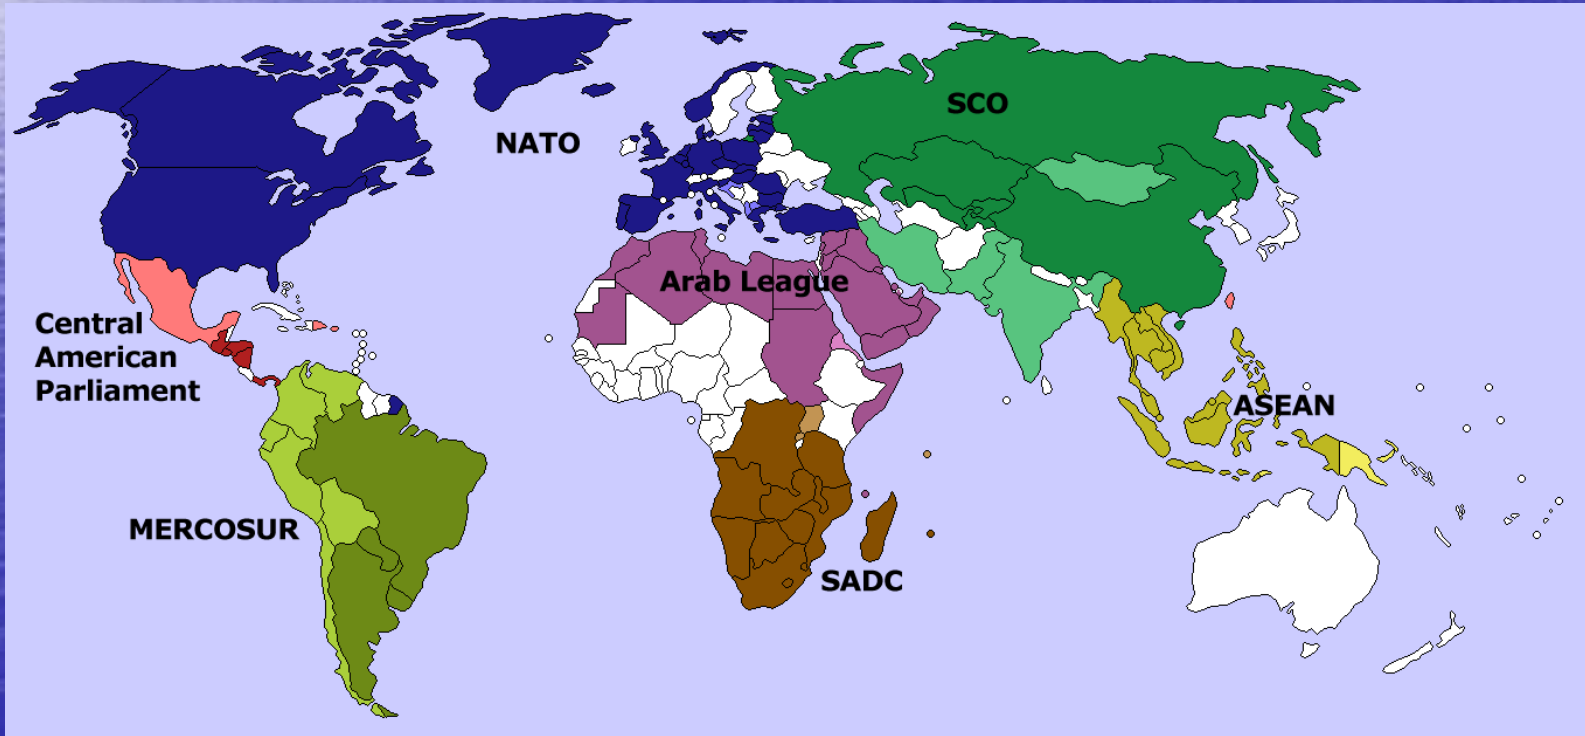 SCO
NATO
Arab League
Central
American
Parliament
ASEAN
MERCOSUR
SADC